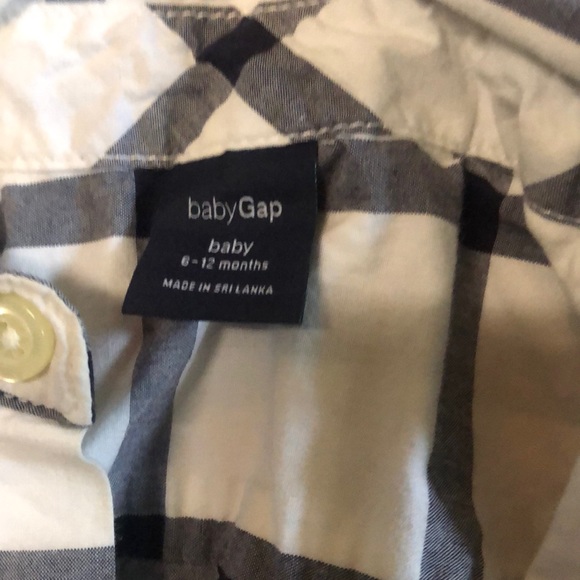 babyGap
baby
6-12 months
MADE IN SRI LANKA